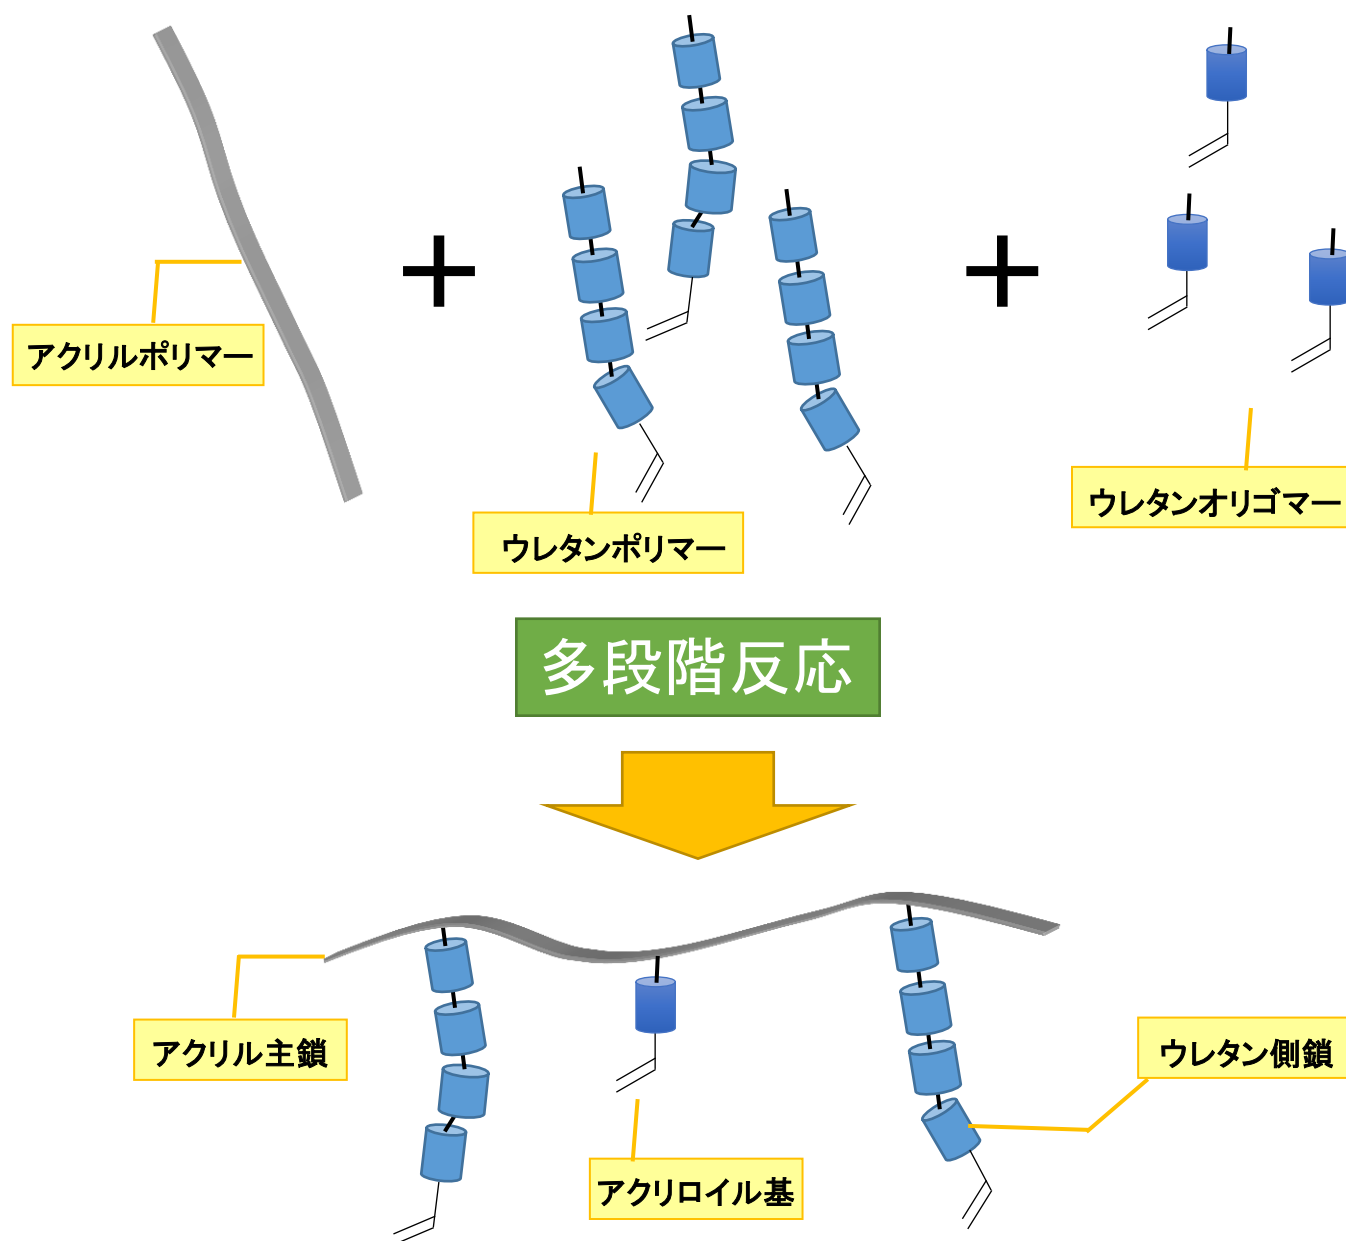 アクリルポリマー
ウレタンポリマー
ウレタンオリゴマー
多段階反応
アクリル主鎖
ウレタン側鎖
アクリロイル基